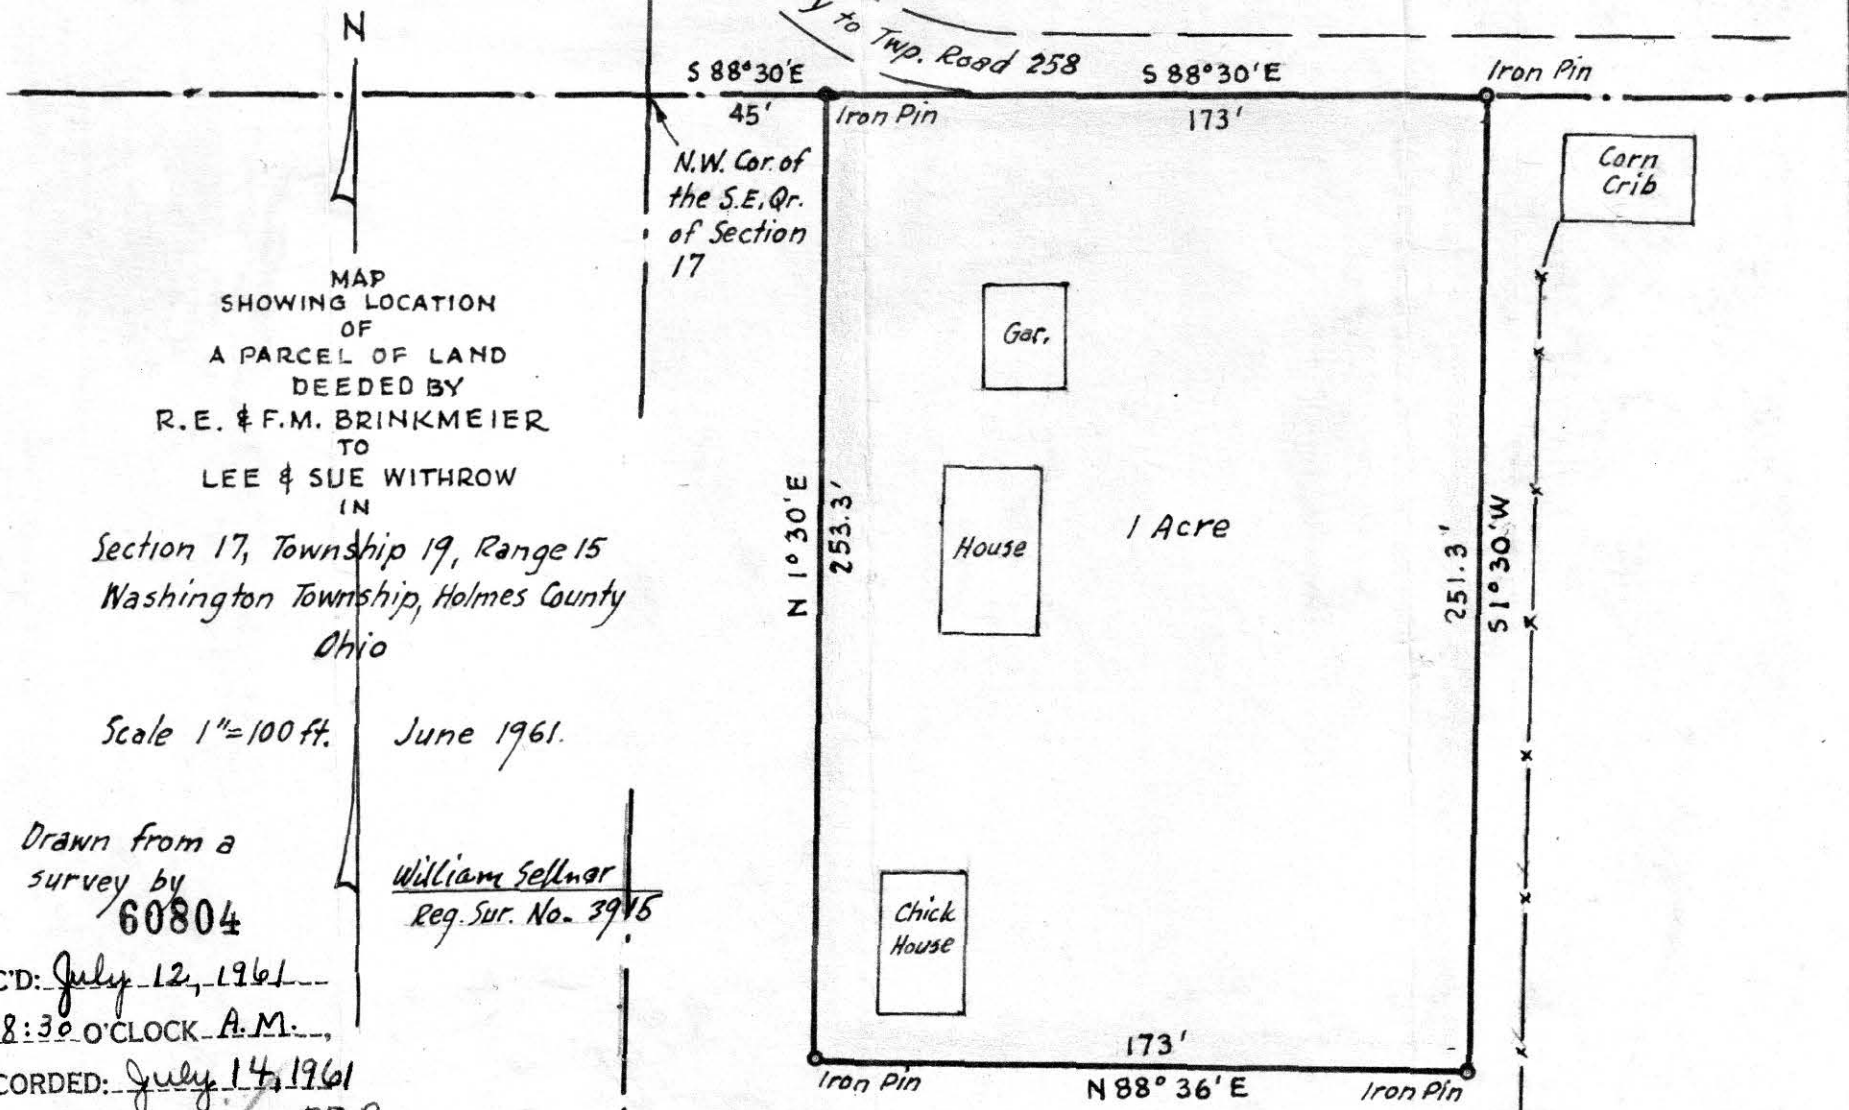 N
y to Twp. Road 258
S 88°30'E
45'
Iron Pin
S 88°30'E
173'
Iron Pin
N.W. Cor. of
the S.E. Qr.
of Section
17
Corn
Crib
MAP
SHOWING LOCATION
OF
A PARCEL OF LAND
DEEDED BY
R.E. & F.M. BRINKMEIER
TO
LEE & SUE WITHROW
IN
Section 17, Township 19, Range 15
Washington Township, Holmes County
Ohio
Scale 1"=100 ft. June 1961.
Drawn from a
survey by
60804
William Sellnar
Reg. Sur. No. 3915
C'D: July 12, 1961
8:30 O'CLOCK A.M.,
CORDED: July 14, 1961
Gar.
House
1 Acre
Chick
House
N 1°30'E
253.3'
251.3'
S 1°30'W
173'
Iron Pin
N 88°36'E
Iron Pin